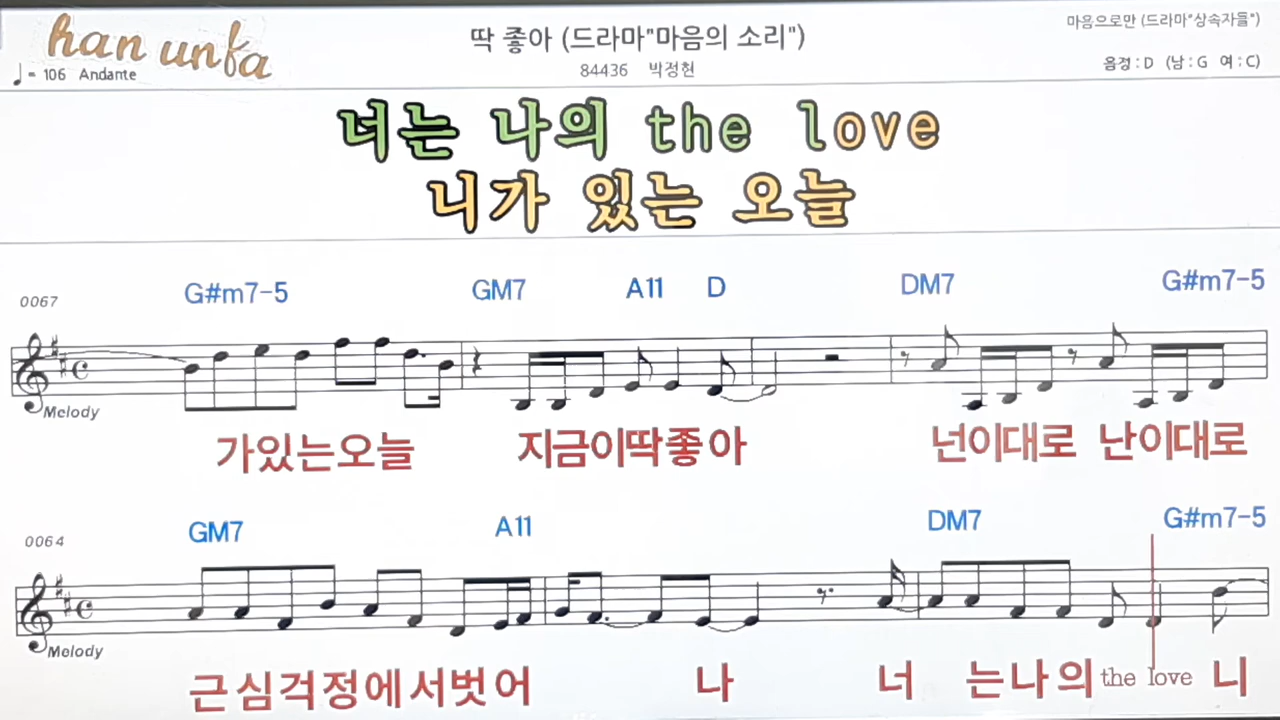 han unfa
♩= 106 Andante
딱 좋아 (드라마"마음의 소리")
84436 박정현
마음으로만 (드라마"상속자들")
음정 : D (남 : G 여 : C)
너는 나의 the love
니가 있는 오늘
0067
G#m7-5 GM7 A11 D DM7 G#m7-5
Melody
가있는오늘 지금이딱좋아 넌이대로 난이대로
0064
GM7 A11 DM7 G#m7-5
Melody
근심걱정에서벗어 나 너 는나의 the love 니